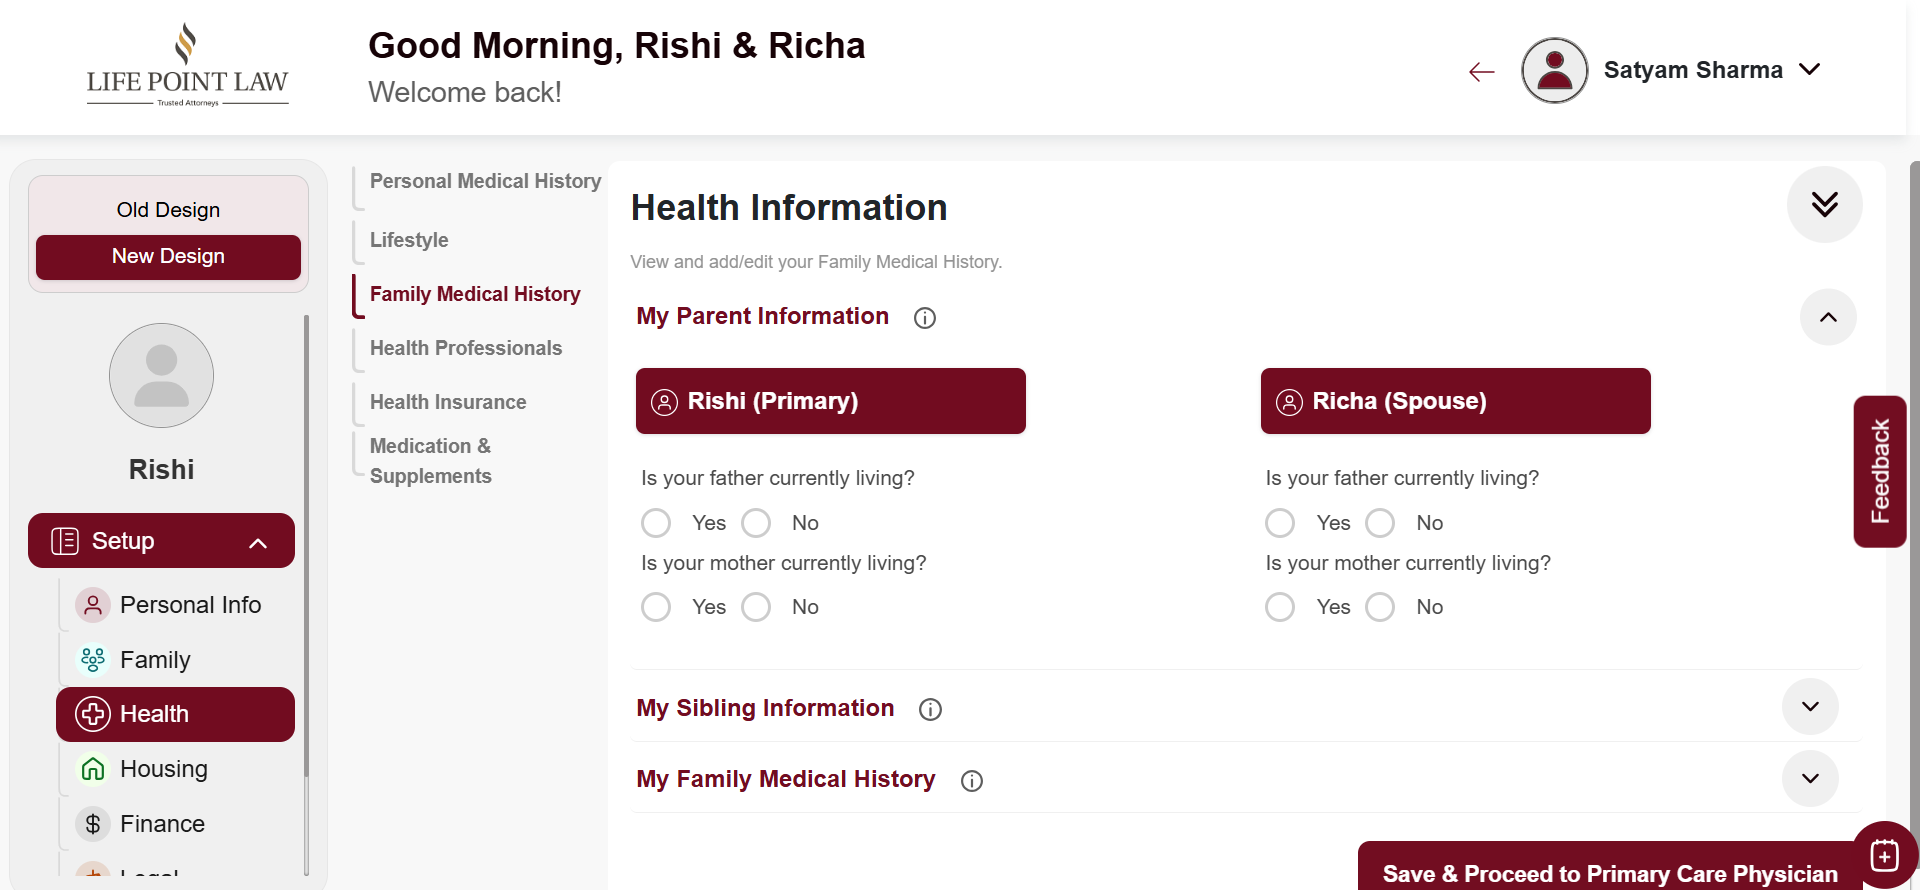 LIFE POINT LAW
Trusted Attorneys
Good Morning, Rishi & Richa
Welcome back!
Satyam Sharma
Old Design
New Design
Rishi
Setup
Personal Info
Family
Health
Housing
Finance
Legal
Personal Medical History
Lifestyle
Family Medical History
Health Professionals
Health Insurance
Medication &
Supplements
Health Information
View and add/edit your Family Medical History.
My Parent Information
Rishi (Primary)
Richa (Spouse)
Is your father currently living?
Is your father currently living?
Yes No
Yes No
Is your mother currently living?
Is your mother currently living?
Yes No
Yes No
My Sibling Information
My Family Medical History
Save & Proceed to Primary Care Physician
Feedback